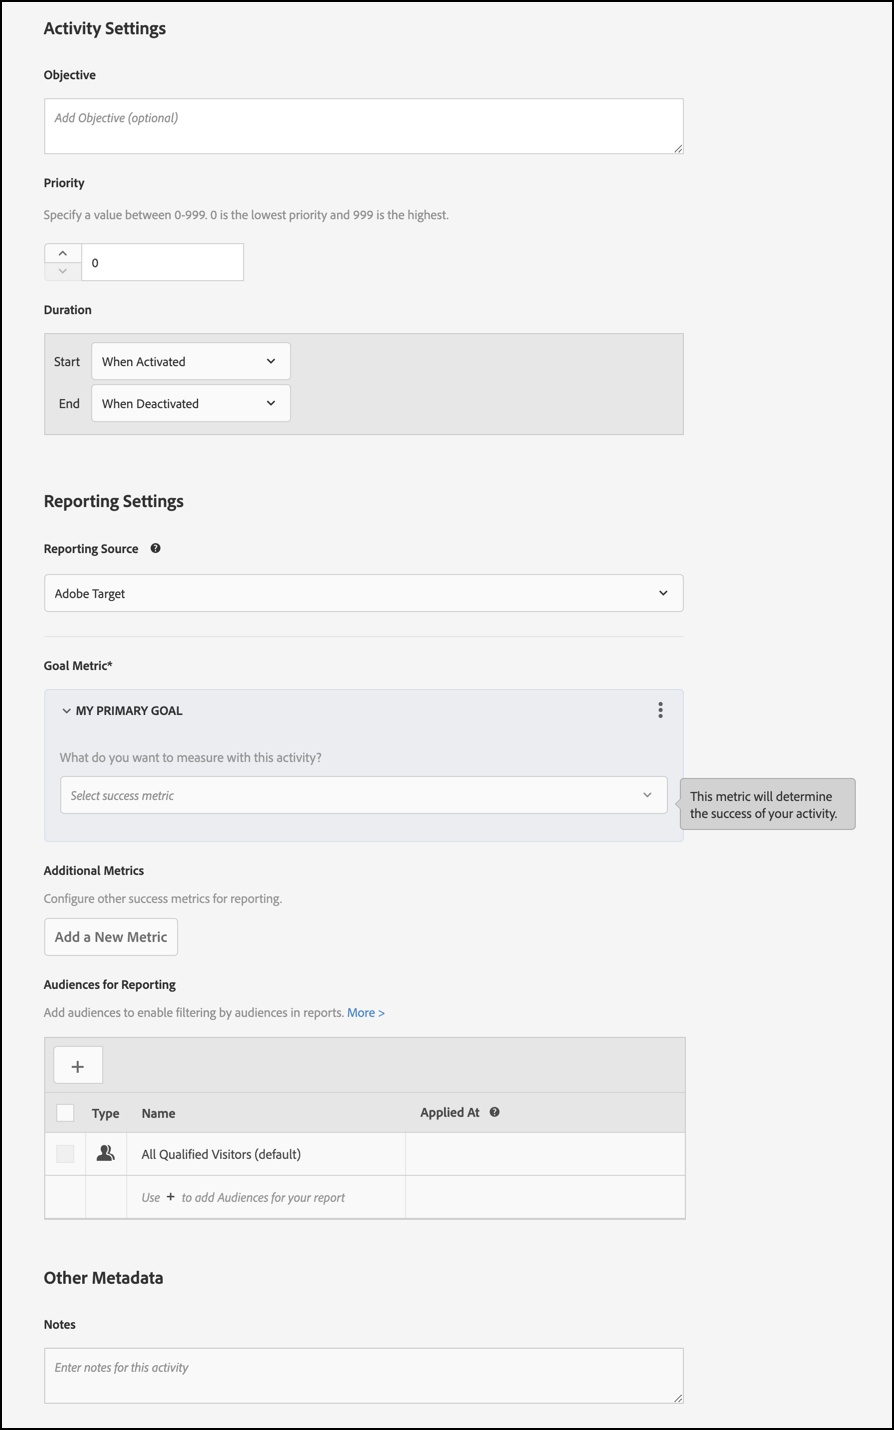 Activity Settings
Objective
Add Objective (optional)
Priority
Specify a value between 0-999. 0 is the lowest priority and 999 is the highest.
0
Duration
Start When Activated
End When Deactivated
Reporting Settings
Reporting Source ?
Adobe Target
Goal Metric*
MY PRIMARY GOAL
What do you want to measure with this activity?
Select success metric
This metric will determine
the success of your activity.
Additional Metrics
Configure other success metrics for reporting.
Add a New Metric
Audiences for Reporting
Add audiences to enable filtering by audiences in reports. More >
+
Type Name Applied At ?
All Qualified Visitors (default)
Use + to add Audiences for your report
Other Metadata
Notes
Enter notes for this activity